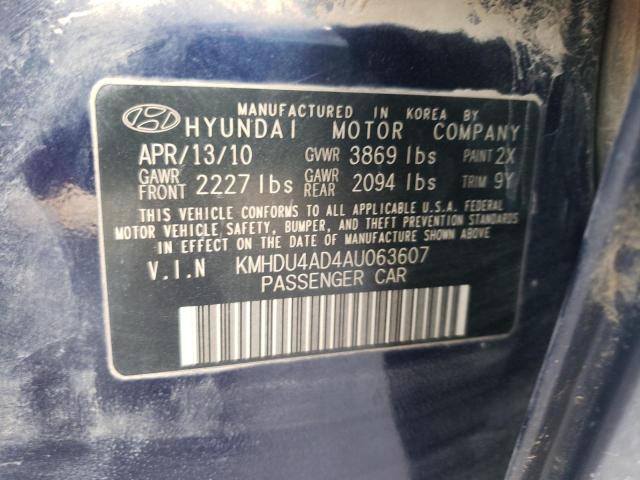 MANUFACTURED IN KOREA BY
HYUNDAI MOTOR COMPANY
APR/13/10 GVWR 3869 lbs PAINT 2X
GAWR FRONT 2227 lbs GAWR REAR 2094 lbs TRIM 9Y
THIS VEHICLE CONFORMS TO ALL APPLICABLE U.S.A. FEDERAL
MOTOR VEHICLE SAFETY, BUMPER, AND THEFT PREVENTION STANDARDS
IN EFFECT ON THE DATE OF MANUFACTURE SHOWN ABOVE
V.I.N KMHDU4AD4AU063607
PASSENGER CAR